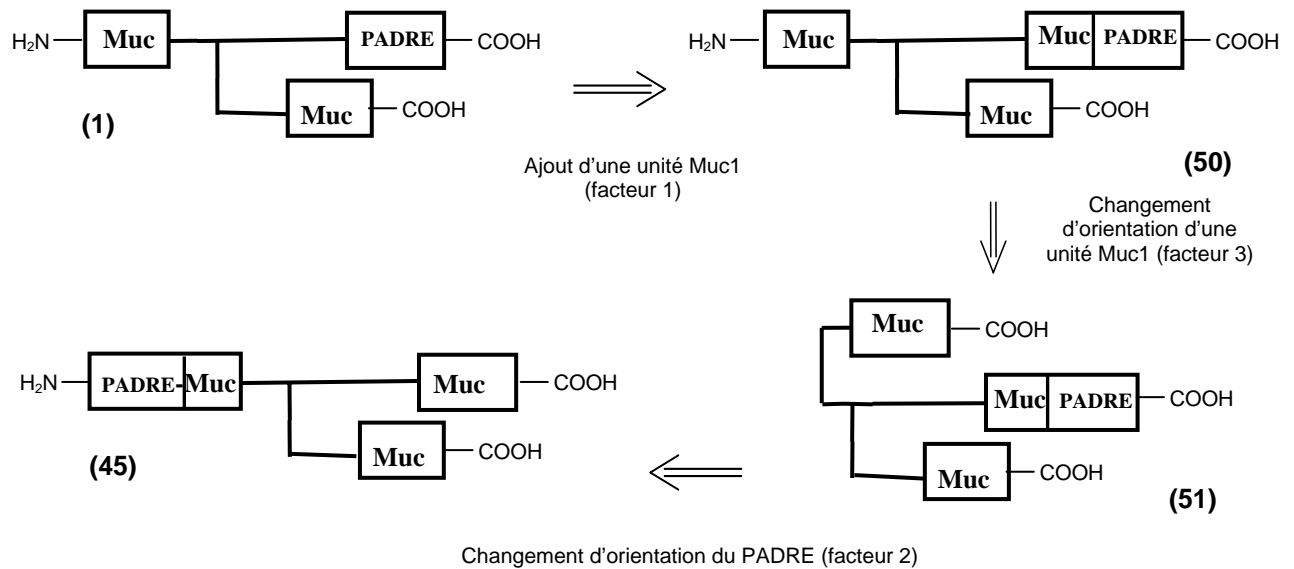 H₂N Muc PADRE COOH
Muc COOH
(1)
H₂N Muc Muc PADRE COOH
Muc COOH
(50)
Ajout d'une unité Muc1
(facteur 1)
Changement
d'orientation d'une
unité Muc1 (facteur 3)
Muc COOH
Muc PADRE COOH
Muc COOH
(51)
H₂N PADRE-Muc Muc COOH
Muc COOH
(45)
Changement d'orientation du PADRE (facteur 2)